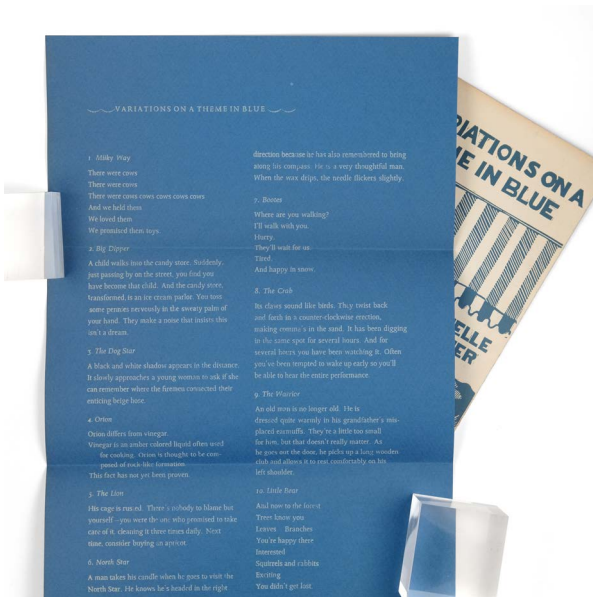 VARIATIONS ON A THEME IN BLUE
1 Milky Way
There were cows
There were cows
There were cows cows cows cows cows
And we held them
We loved them
We promised them toys.
2. Big Dipper
A child walks into the candy store. Suddenly,
just passing by on the street, you find you
have become that child. And the candy store,
transformed, is an ice cream parlor. You toss
some pennies nervously in the sweaty palm of
your hand. They make a noise that insists this
isn't a dream.
3. The Dog Star
A black and white shadow appears in the distance.
It slowly approaches a young woman to ask if she
can remember where the firemen connected their
enticing beige hose.
4. Orion
Orion differs from vinegar.
Vinegar is an amber colored liquid often used
for cooking. Orion is thought to be com-
posed of rock-like formation.
This fact has not yet been proven.
5. The Lion
His cage is rusted. There's nobody to blame but
yourself—you were the one who promised to take
care of it, cleaning it three times daily. Next
time, consider buying an apricot.
6. North Star
A man takes his candle when he goes to visit the
North Star. He knows he's headed in the right
direction because he has also remembered to bring
along his compass. He is a very thoughtful man.
When the wax drips, the needle flickers slightly.
7. Bootes
Where are you walking?
I'll walk with you
Hurry.
They'll wait for us.
Tired
And happy in snow.
8. The Crab
Its claws sound like birds. They twist back
and forth in a counter-clockwise
making in the sand. It has been digging
in the same spot for several hours. And for
several hours you have been watching it. Often
you've been tempted to wake up early so you'll
be able to hear the entire performance.
9. The Warrior
An old man is no longer old. He is
dressed quite warmly in his grandfather's mis-
placed earmuffs. They're a little too small
for him, but that doesn't really matter. As
he goes out the door, he picks up a long wooden
club and allows it to rest comfortably on his
left shoulder.
10. Little Bear
And now to the forest
Trees know you
Leaves Branches
You're happy there
Interested
Squirrels and rabbits
Exciting
You didn't get lost
IATIONS ON A
E IN BLUE
ELLE
ER